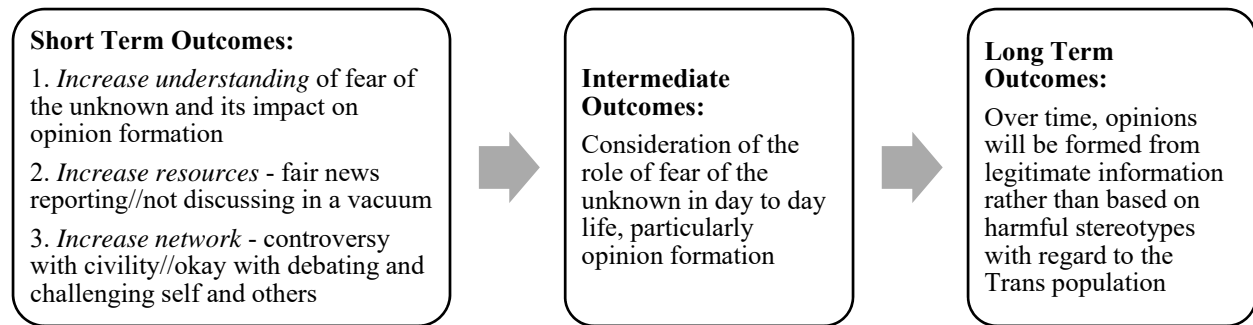 Short Term Outcomes:
1. Increase understanding of fear of
the unknown and its impact on
opinion formation
2. Increase resources - fair news
reporting//not discussing in a vacuum
3. Increase network - controversy
with civility//okay with debating and
challenging self and others
Intermediate
Outcomes:
Consideration of the
role of fear of the
unknown in day to day
life, particularly
opinion formation
Long Term
Outcomes:
Over time, opinions
will be formed from
legitimate information
rather than based on
harmful stereotypes
with regard to the
Trans population